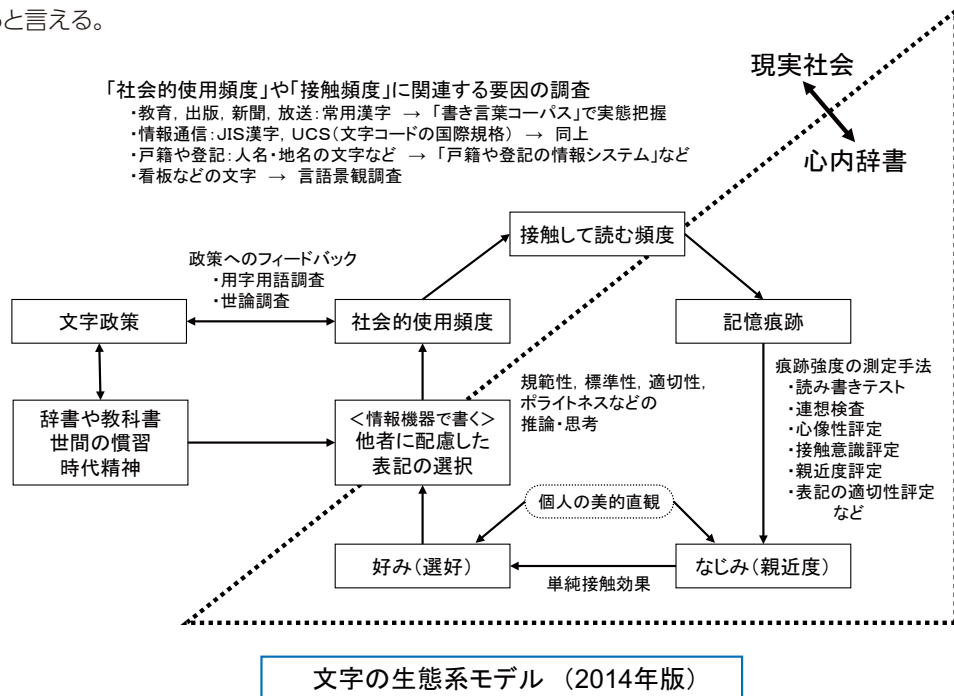 と言える。
現実社会
心内辞書
「社会的使用頻度」や「接触頻度」に関連する要因の調査
・教育, 出版, 新聞, 放送:常用漢字 → 「書き言葉コーパス」で実態把握
・情報通信:JIS漢字, UCS(文字コードの国際規格) → 同上
・戸籍や登記:人名・地名の文字など → 「戸籍や登記の情報システム」など
・看板などの文字 → 言語景観調査
接触して読む頻度
政策へのフィードバック
・用字用語調査
・世論調査
文字政策
社会的使用頻度
記憶痕跡
規範性, 標準性, 適切性,
ポライトネスなどの
推論・思考
痕跡強度の測定手法
・読み書きテスト
・連想検査
・心像性評定
・接触意識評定
・親近度評定
・表記の適切性評定
など
辞書や教科書
世間の慣習
時代精神
<情報機器で書く>
他者に配慮した
表記の選択
個人の美的直観
好み(選好)
単純接触効果
なじみ(親近度)
文字の生態系モデル (2014年版)